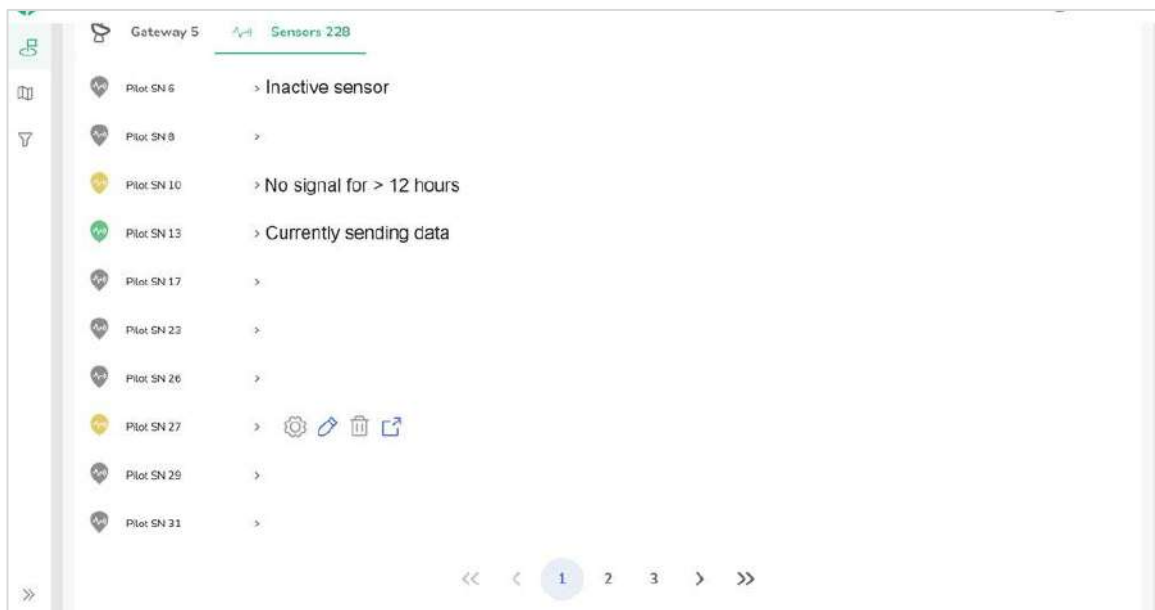 Gateway 5 Sensors 228
Pilot SN 6 > Inactive sensor
Pilot SN 8 >
Pilot SN 10 > No signal for > 12 hours
Pilot SN 13 > Currently sending data
Pilot SN 17 >
Pilot SN 23 >
Pilot SN 26 >
Pilot SN 27 >
Pilot SN 29 >
Pilot SN 31 >
<< < 1 2 3 > >>
>>